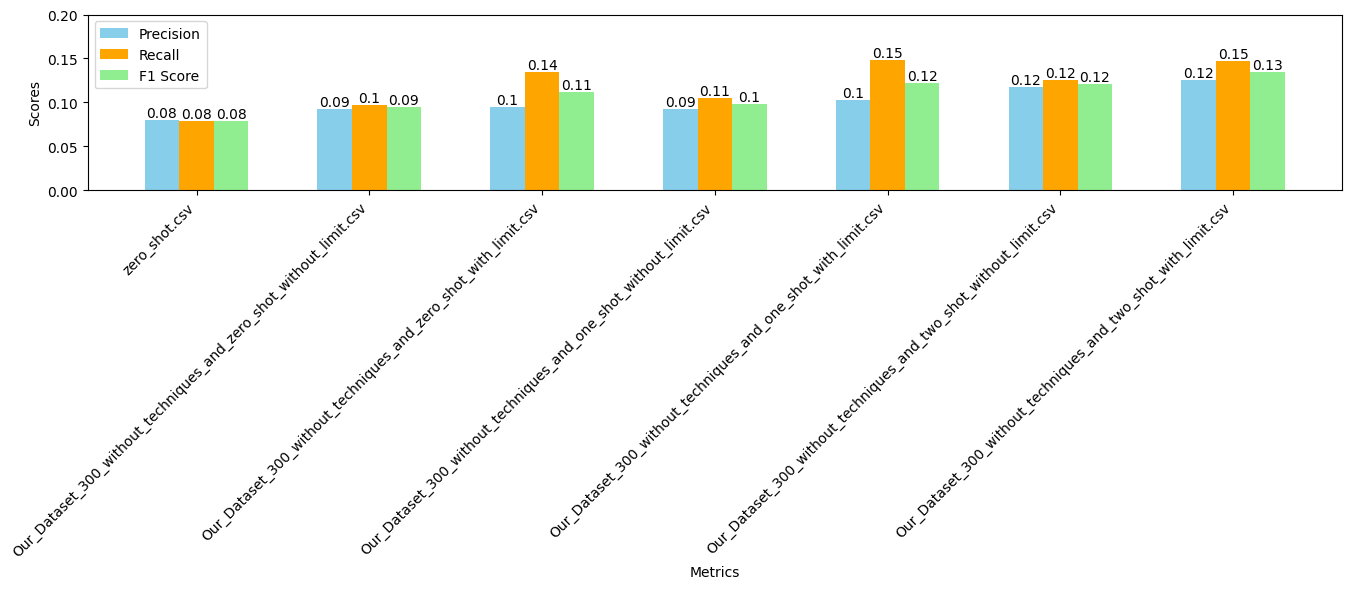 0.20
0.15
0.10
0.05
0.00
Scores
Precision
Recall
F1 Score
0.08 0.08 0.08
0.09 0.1 0.09
0.1 0.14 0.11
0.09 0.11 0.1
0.1 0.15 0.12
0.12 0.12 0.12
0.12 0.15 0.13
zero_shot.csv
Our_Dataset_300_without_techniques_and_zero_shot_without_limit.csv
Our_Dataset_300_without_techniques_and_zero_shot_with_limit.csv
Our_Dataset_300_without_techniques_and_one_shot_without_limit.csv
Our_Dataset_300_without_techniques_and_one_shot_with_limit.csv
Our_Dataset_300_without_techniques_and_two_shot_without_limit.csv
Our_Dataset_300_without_techniques_and_two_shot_with_limit.csv
Metrics